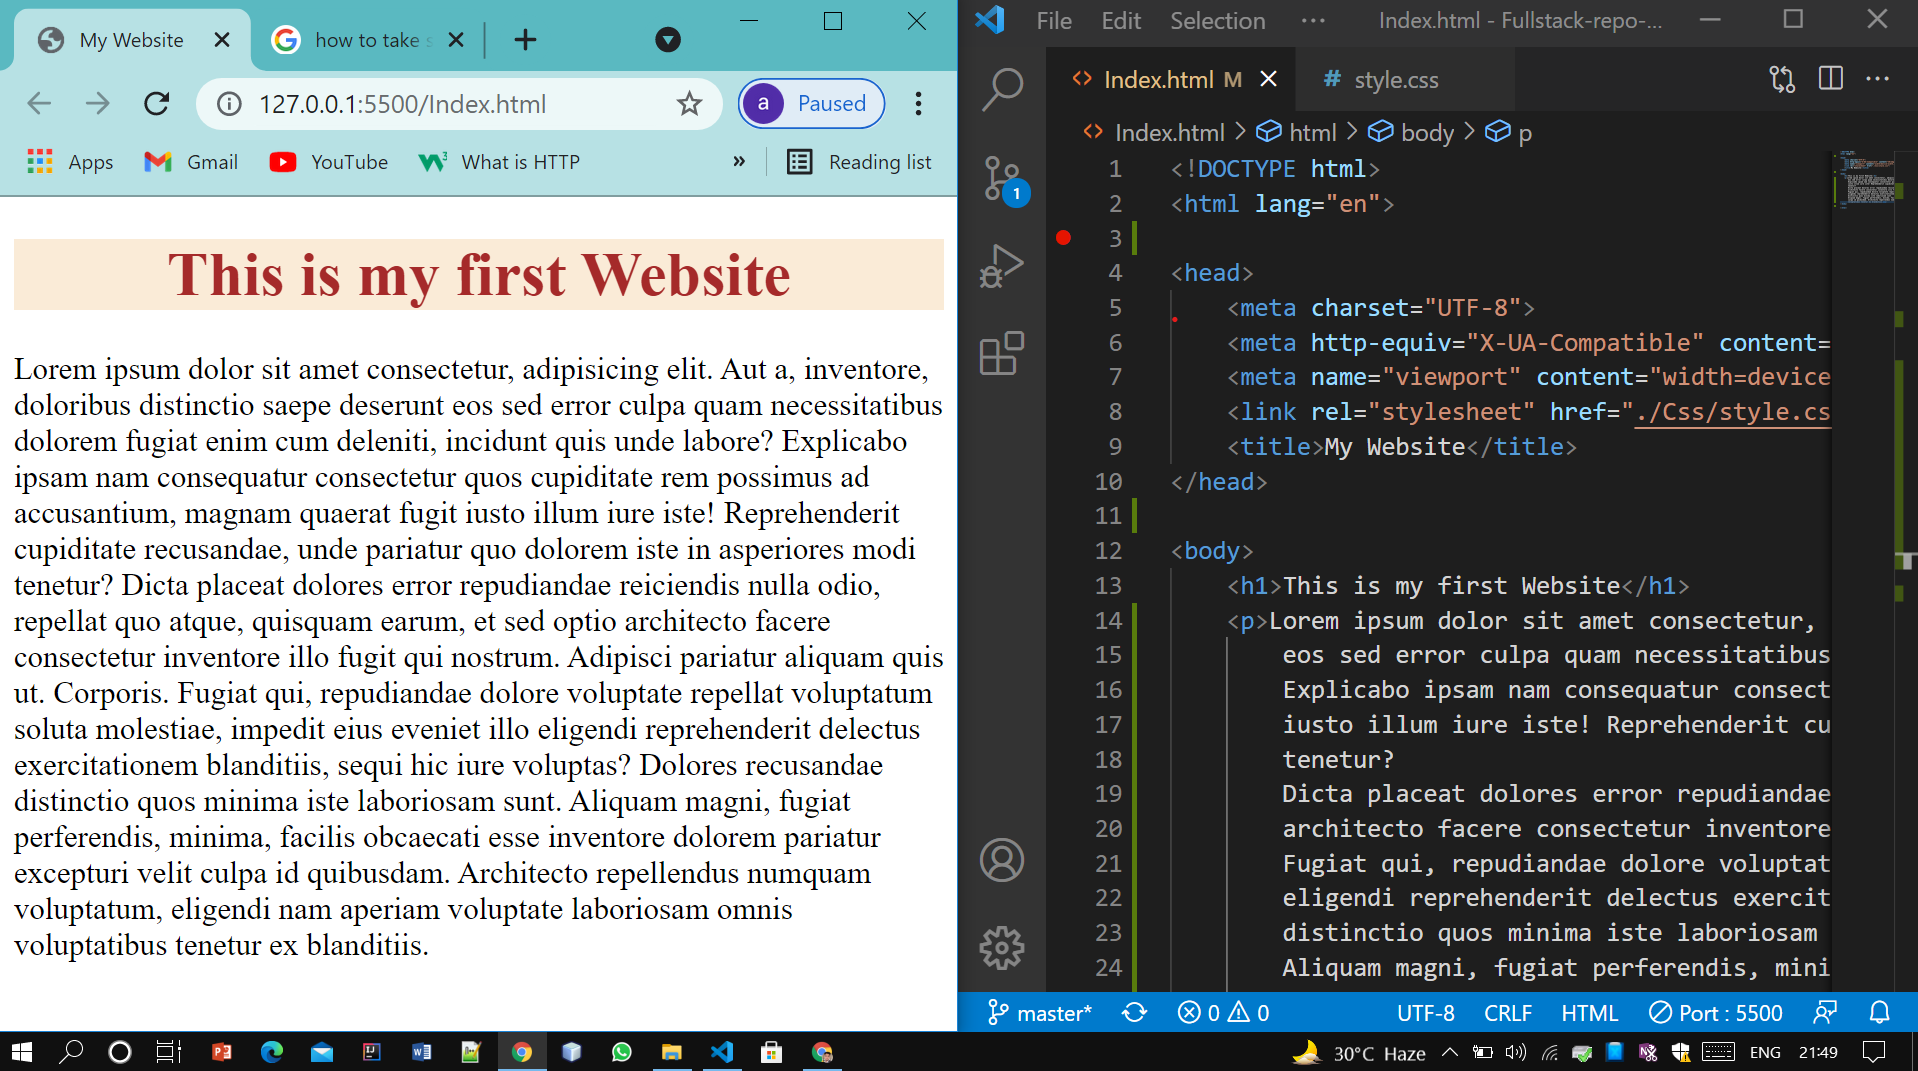 My Website
how to take s
127.0.0.1:5500/Index.html
a
Paused
Apps
Gmail
YouTube
What is HTTP
»
Reading list
This is my first Website
Lorem ipsum dolor sit amet consectetur, adipisicing elit. Aut a, inventore,
doloribus distinctio saepe deserunt eos sed error culpa quam necessitatibus
dolorem fugiat enim cum deleniti, incidunt quis unde labore? Explicabo
ipsam nam consequatur consectetur quos cupiditate rem possimus ad
accusantium, magnam quaerat fugit iusto illum iure iste! Reprehenderit
cupiditate recusandae, unde pariatur quo dolorem iste in asperiores modi
tenetur? Dicta placeat dolores error repudiandae reiciendis nulla odio,
repellat quo atque, quisquam earum, et sed optio architecto facere
consectetur inventore illo fugit qui nostrum. Adipisci pariatur aliquam quis
ut. Corporis. Fugiat qui, repudiandae dolore voluptate repellat voluptatum
soluta molestiae, impedit eius eveniet illo eligendi reprehenderit delectus
exercitationem blanditiis, sequi hic iure voluptas? Dolores recusandae
distinctio quos minima iste laboriosam sunt. Aliquam magni, fugiat
perferendis, minima, facilis obcaecati esse inventore dolorem pariatur
excepturi velit culpa id quibusdam. Architecto repellendus numquam
voluptatum, eligendi nam aperiam voluptate laboriosam omnis
voluptatibus tenetur ex blanditiis.
File Edit Selection ··· Index.html - Fullstack-repo-...
Index.html M
# style.css
Index.html > html > body > p
1 <!DOCTYPE html>
2 <html lang="en">
3
4 <head>
5 <meta charset="UTF-8">
6 <meta http-equiv="X-UA-Compatible" content=
7 <meta name="viewport" content="width=device
8 <link rel="stylesheet" href="./Css/style.cs
9 <title>My Website</title>
10 </head>
11
12 <body>
13 <h1>This is my first Website</h1>
14 <p>Lorem ipsum dolor sit amet consectetur,
15 eos sed error culpa quam necessitatibus
16 Explicabo ipsam nam consequatur consect
17 iusto illum iure iste! Reprehenderit cu
18 tenetur?
19 Dicta placeat dolores error repudiandae
20 architecto facere consectetur inventore
21 Fugiat qui, repudiandae dolore voluptat
22 eligendi reprehenderit delectus exercit
23 distinctio quos minima iste laboriosam
24 Aliquam magni, fugiat perferendis, mini
1
master* 0 0 UTF-8 CRLF HTML Port : 5500
30°C Haze ENG 21:49